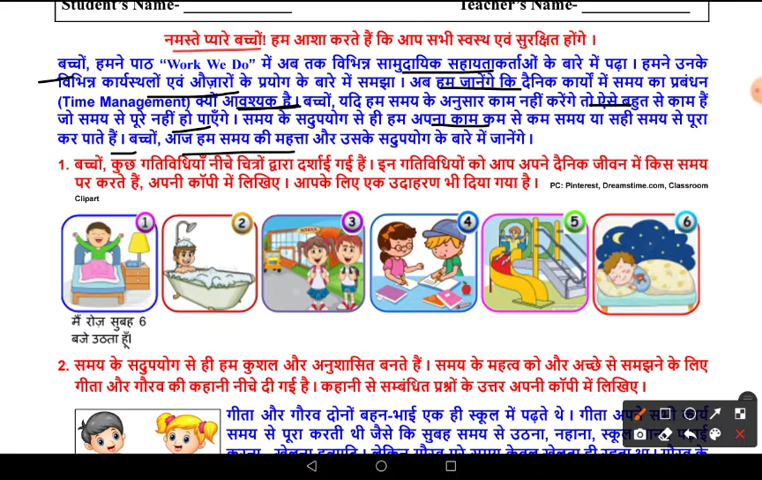 Student's Name- Teacher's Name-
नमस्ते प्यारे बच्चों! हम आशा करते हैं कि आप सभी स्वस्थ एवं सुरक्षित होंगे ।
बच्चों, हमने पाठ “Work We Do” में अब तक विभिन्न सामुदायिक सहायताकर्ताओं के बारे में पढ़ा । हमने उनके
विभिन्न कार्यस्थलों एवं औज़ारों के प्रयोग के बारे में समझा । अब हम जानेंगे कि दैनिक कार्यों में समय का प्रबंधन
(Time Management) क्यों आवश्यक है । बच्चों, यदि हम समय के अनुसार काम नहीं करेंगे तो ऐसे बहुत से काम हैं
जो समय से पूरे नहीं हो पाएँगे । समय के सदुपयोग से ही हम अपना काम कम से कम समय या सही समय से पूरा
कर पाते हैं । बच्चों, आज हम समय की महत्ता और उसके सदुपयोग के बारे में जानेंगे ।
1. बच्चों, कुछ गतिविधियाँ नीचे चित्रों द्वारा दर्शाई गई हैं । इन गतिविधियों को आप अपने दैनिक जीवन में किस समय
पर करते हैं, अपनी कॉपी में लिखिए । आपके लिए एक उदाहरण भी दिया गया है । PC: Pinterest, Dreamstime.com, Classroom
Clipart
1 2 3 4 5 6
मैं रोज़ सुबह 6
बजे उठता हूँ।
2. समय के सदुपयोग से ही हम कुशल और अनुशासित बनते हैं । समय के महत्व को और अच्छे से समझने के लिए
गीता और गौरव की कहानी नीचे दी गई है । कहानी से सम्बंधित प्रश्नों के उत्तर अपनी कॉपी में लिखिए ।
गीता और गौरव दोनों बहन-भाई एक ही स्कूल में पढ़ते थे । गीता
समय से पूरा करती थी जैसे कि सुबह समय से उठना, नहाना, स्कूल